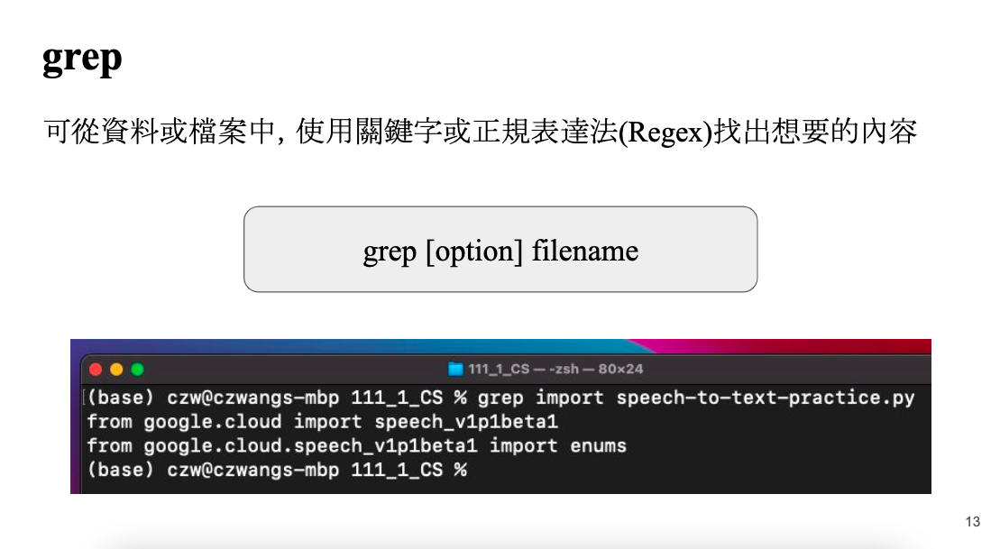 grep
可從資料或檔案中, 使用關鍵字或正規表達法(Regex)找出想要的內容
grep [option] filename
111_1_CS — -zsh — 80×24
(base) czw@czwangs-mbp 111_1_CS % grep import speech-to-text-practice.py
from google.cloud import speech_v1p1beta1
from google.cloud.speech_v1p1beta1 import enums
(base) czw@czwangs-mbp 111_1_CS %
13